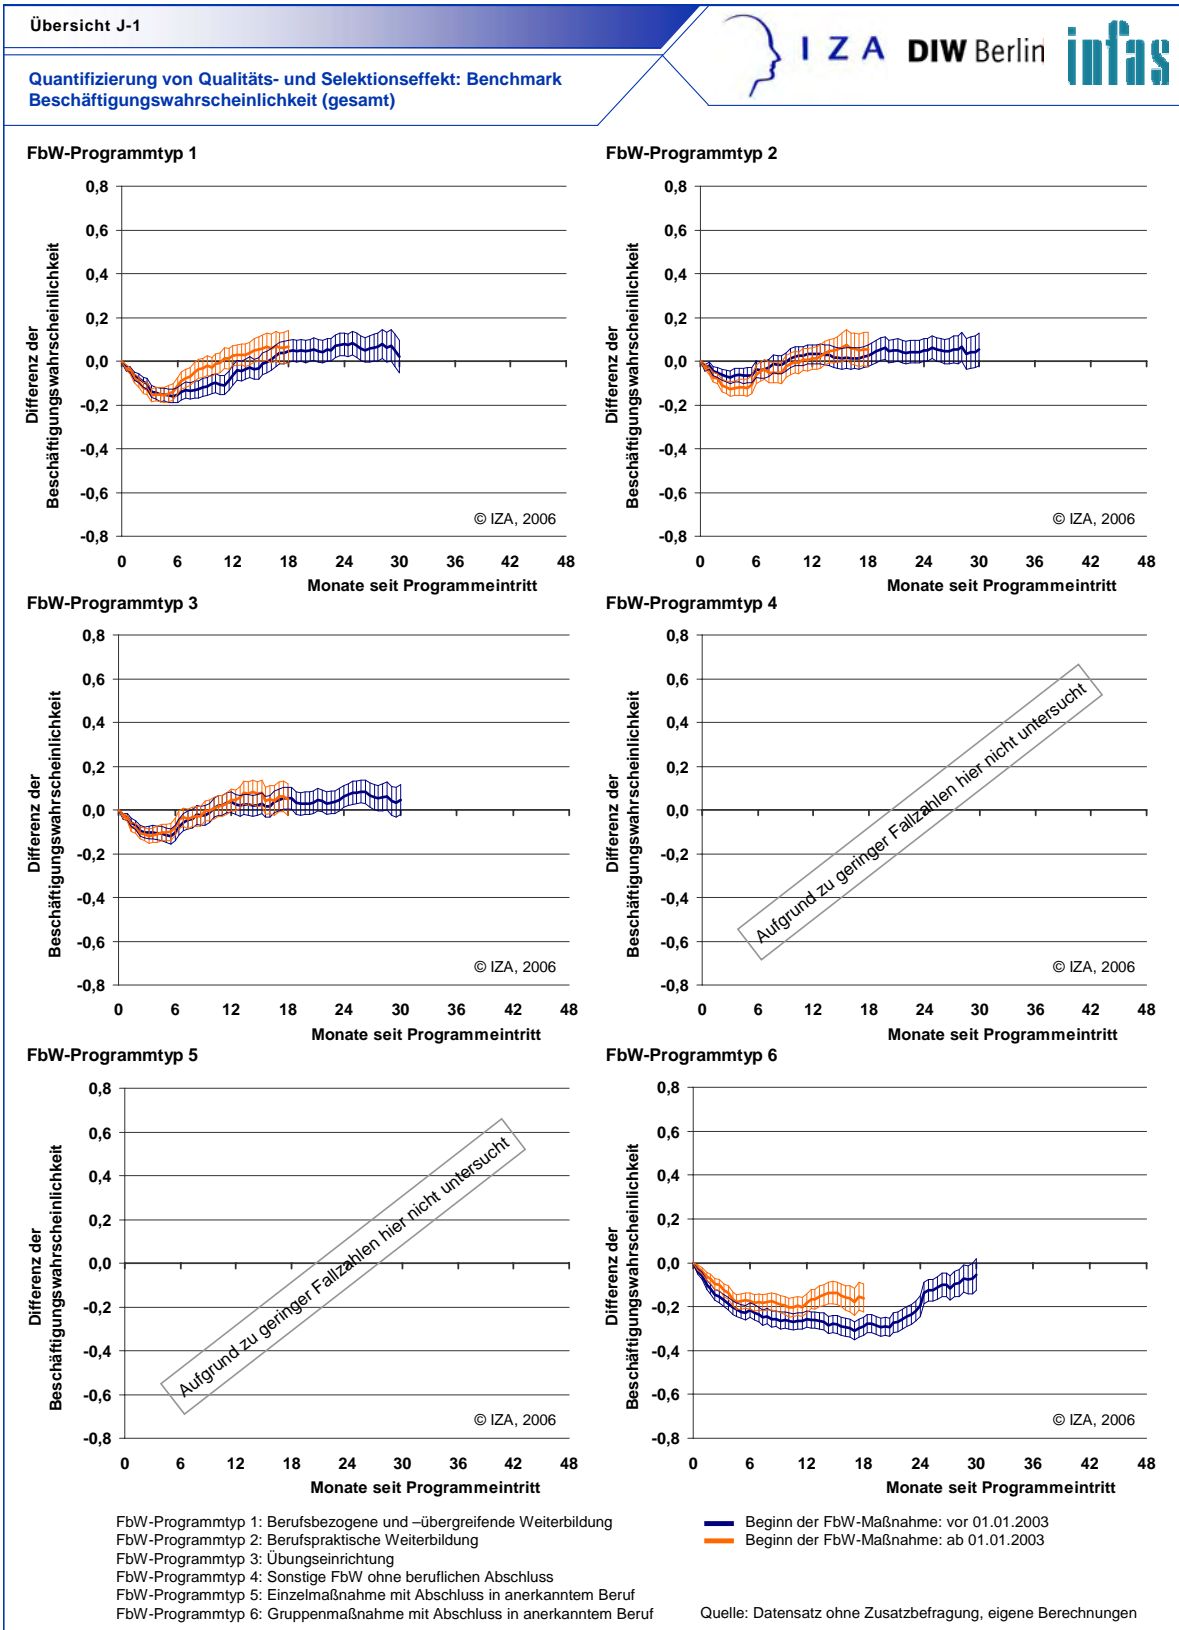 Übersicht J-1
IZA DIW Berlin infas
Quantifizierung von Qualitäts- und Selektionseffekt: Benchmark
Beschäftigungswahrscheinlichkeit (gesamt)
FbW-Programmtyp 1
Differenz der
Beschäftigungswahrscheinlichkeit
0,8
0,6
0,4
0,2
0,0
-0,2
-0,4
-0,6
-0,8
© IZA, 2006
0 6 12 18 24 30 36 42 48
Monate seit Programmeintritt
FbW-Programmtyp 2
Differenz der
Beschäftigungswahrscheinlichkeit
0,8
0,6
0,4
0,2
0,0
-0,2
-0,4
-0,6
-0,8
© IZA, 2006
0 6 12 18 24 30 36 42 48
Monate seit Programmeintritt
FbW-Programmtyp 3
Differenz der
Beschäftigungswahrscheinlichkeit
0,8
0,6
0,4
0,2
0,0
-0,2
-0,4
-0,6
-0,8
© IZA, 2006
0 6 12 18 24 30 36 42 48
Monate seit Programmeintritt
FbW-Programmtyp 4
Differenz der
Beschäftigungswahrscheinlichkeit
0,8
0,6
0,4
0,2
0,0
-0,2
-0,4
-0,6
-0,8
Aufgrund zu geringer Fallzahlen hier nicht untersucht
© IZA, 2006
0 6 12 18 24 30 36 42 48
Monate seit Programmeintritt
FbW-Programmtyp 5
Differenz der
Beschäftigungswahrscheinlichkeit
0,8
0,6
0,4
0,2
0,0
-0,2
-0,4
-0,6
-0,8
Aufgrund zu geringer Fallzahlen hier nicht untersucht
© IZA, 2006
0 6 12 18 24 30 36 42 48
Monate seit Programmeintritt
FbW-Programmtyp 6
Differenz der
Beschäftigungswahrscheinlichkeit
0,8
0,6
0,4
0,2
0,0
-0,2
-0,4
-0,6
-0,8
© IZA, 2006
0 6 12 18 24 30 36 42 48
Monate seit Programmeintritt
FbW-Programmtyp 1: Berufsbezogene und –übergreifende Weiterbildung
FbW-Programmtyp 2: Berufspraktische Weiterbildung
FbW-Programmtyp 3: Übungseinrichtung
FbW-Programmtyp 4: Sonstige FbW ohne beruflichen Abschluss
FbW-Programmtyp 5: Einzelmaßnahme mit Abschluss in anerkanntem Beruf
FbW-Programmtyp 6: Gruppenmaßnahme mit Abschluss in anerkanntem Beruf
Beginn der FbW-Maßnahme: vor 01.01.2003
Beginn der FbW-Maßnahme: ab 01.01.2003
Quelle: Datensatz ohne Zusatzbefragung, eigene Berechnungen